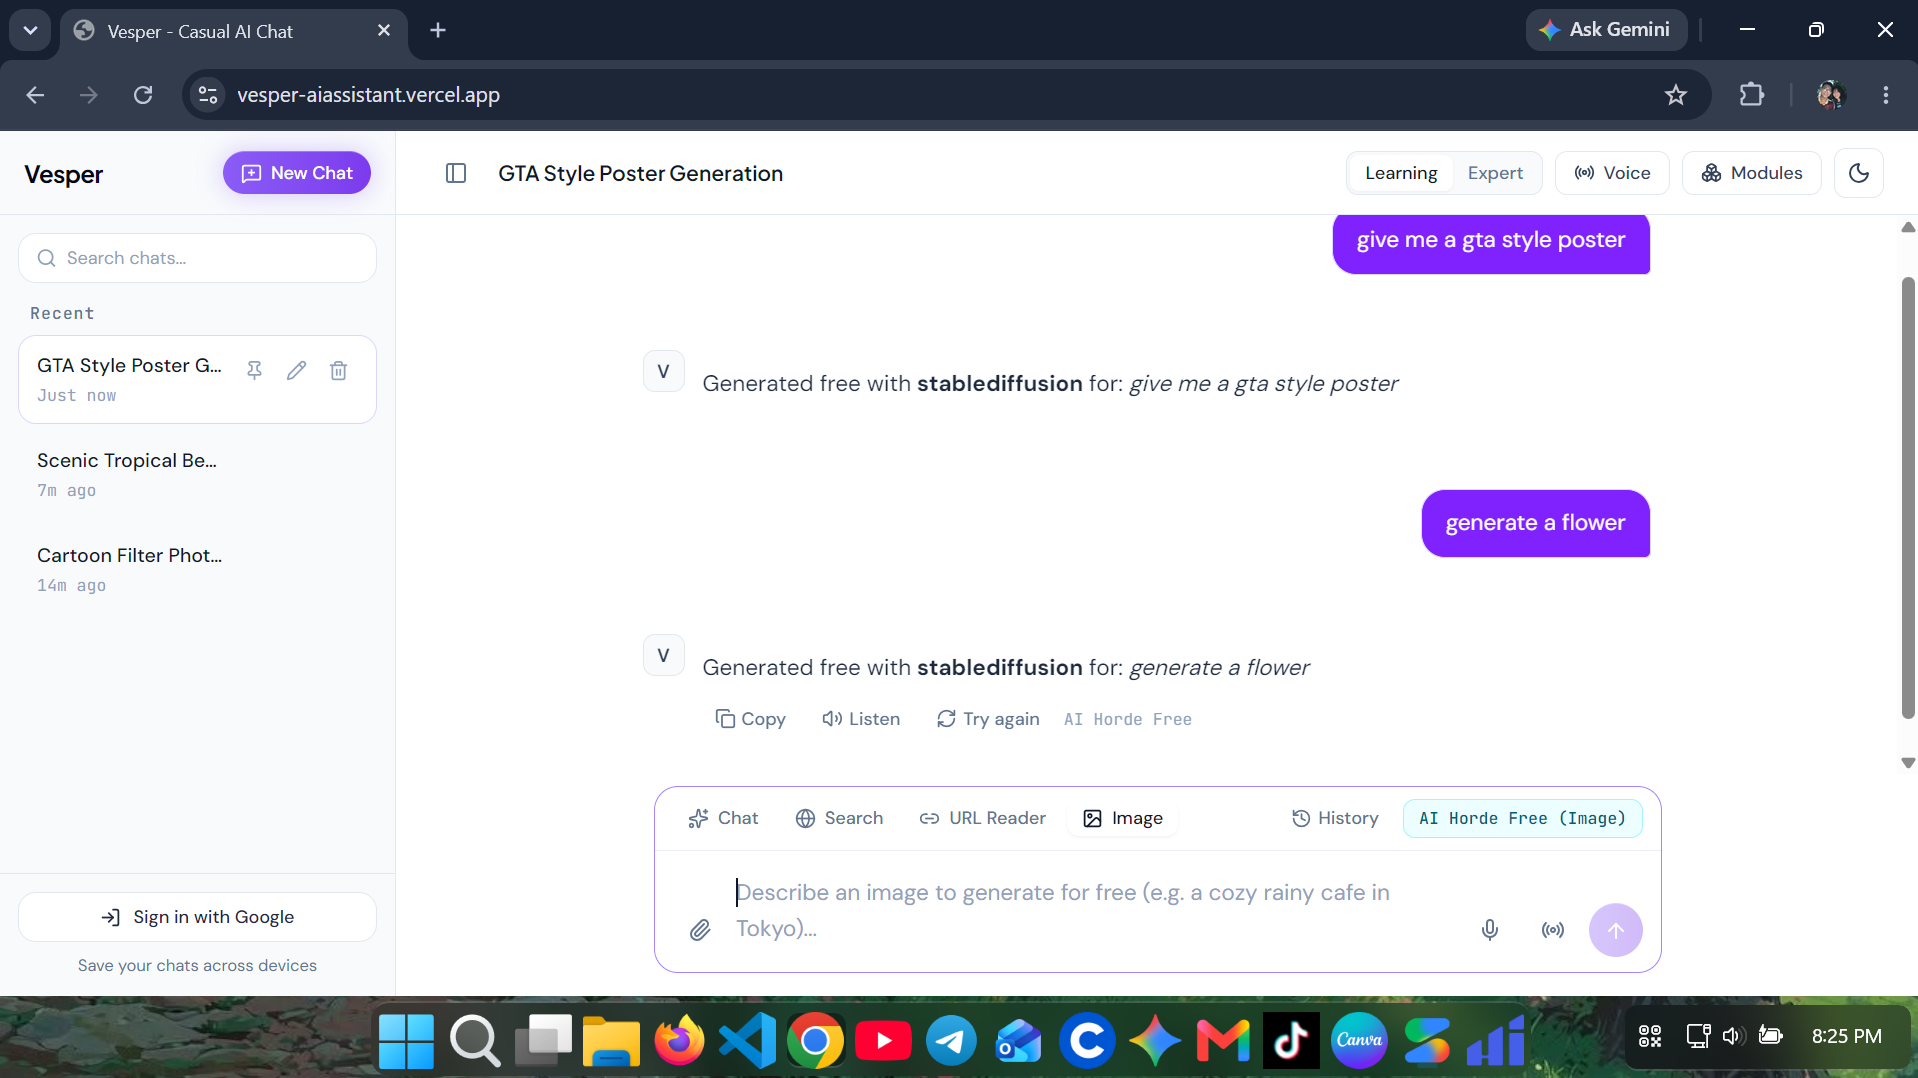 Vesper - Casual AI Chat
Ask Gemini
vesper-aiassistant.vercel.app
Vesper
New Chat
GTA Style Poster Generation
Learning
Expert
Voice
Modules
Search chats...
Recent
GTA Style Poster G...
Just now
Scenic Tropical Be...
7m ago
Cartoon Filter Phot...
14m ago
Sign in with Google
Save your chats across devices
give me a gta style poster
V
Generated free with stablediffusion for: give me a gta style poster
generate a flower
V
Generated free with stablediffusion for: generate a flower
Copy
Listen
Try again
AI Horde Free
Chat
Search
URL Reader
Image
History
AI Horde Free (Image)
Describe an image to generate for free (e.g. a cozy rainy cafe in
Tokyo)...
Canva
8:25 PM